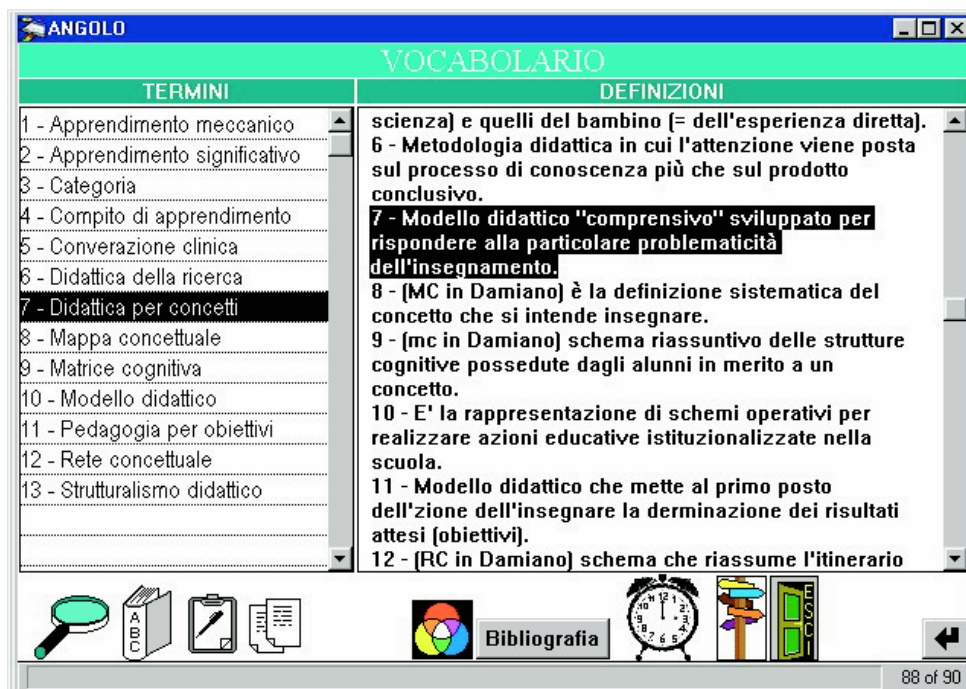 ANGOLO
VOCABOLARIO
TERMINI
1 - Apprendimento meccanico
2 - Apprendimento significativo
3 - Categoria
4 - Compito di apprendimento
5 - Converazione clinica
6 - Didattica della ricerca
7 - Didattica per concetti
8 - Mappa concettuale
9 - Matrice cognitiva
10 - Modello didattico
11 - Pedagogia per obiettivi
12 - Rete concettuale
13 - Strutturalismo didattico
DEFINIZIONI
scienza) e quelli del bambino (= dell'esperienza diretta).
6 - Metodologia didattica in cui l'attenzione viene posta
sul processo di conoscenza più che sul prodotto
conclusivo.
7 - Modello didattico "comprensivo" sviluppato per
rispondere alla particolare problematicità
dell'insegnamento.
8 - (MC in Damiano) è la definizione sistematica del
concetto che si intende insegnare.
9 - (mc in Damiano) schema riassuntivo delle strutture
cognitive possedute dagli alunni in merito a un
concetto.
10 - E' la rappresentazione di schemi operativi per
realizzare azioni educative istituzionalizzate nella
scuola.
11 - Modello didattico che mette al primo posto
dell'zione dell'insegnare la derminazione dei risultati
attesi (obiettivi).
12 - (RC in Damiano) schema che riassume l'itinerario
A
B
C
Bibliografia
ESCI
88 of 90